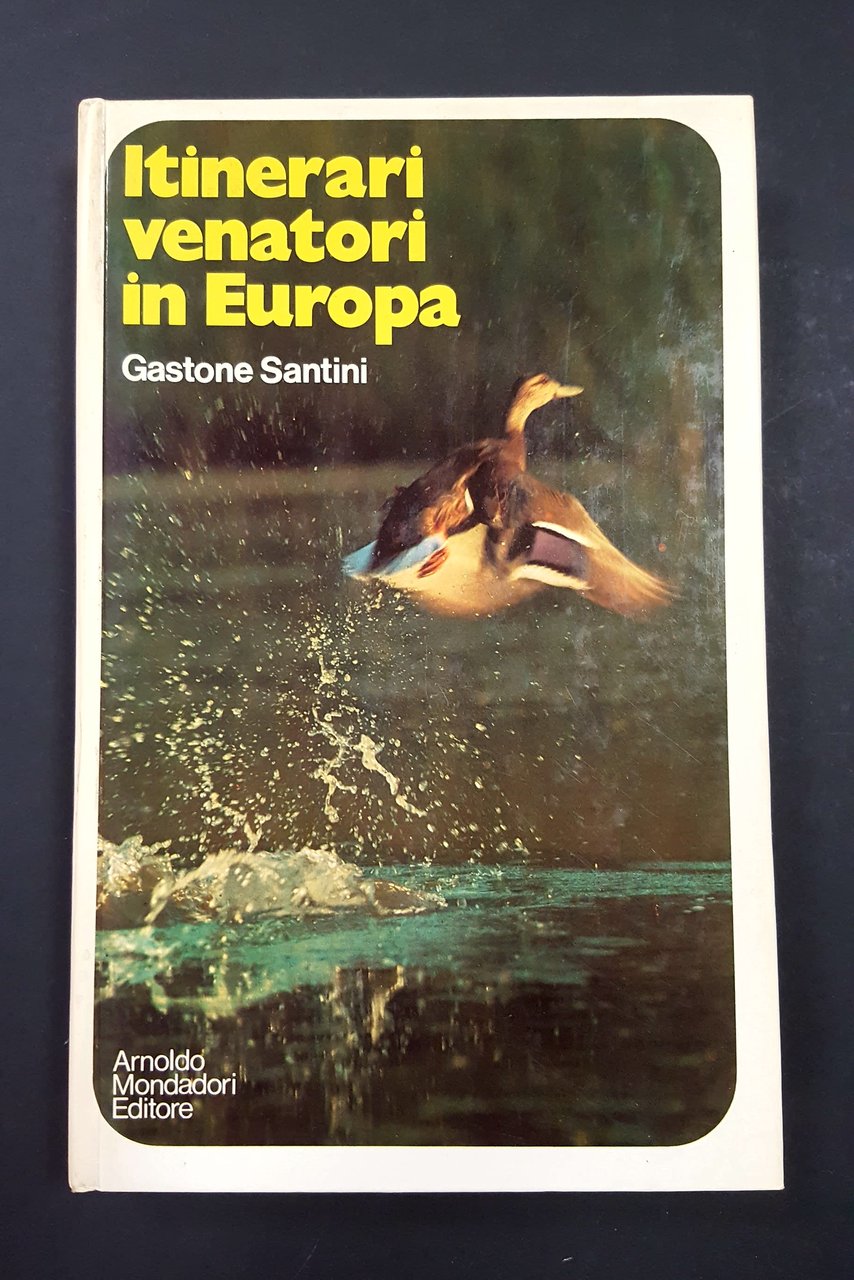 Itinerari
venatori
in Europa
Gastone Santini
Arnoldo
Mondadori
Editore